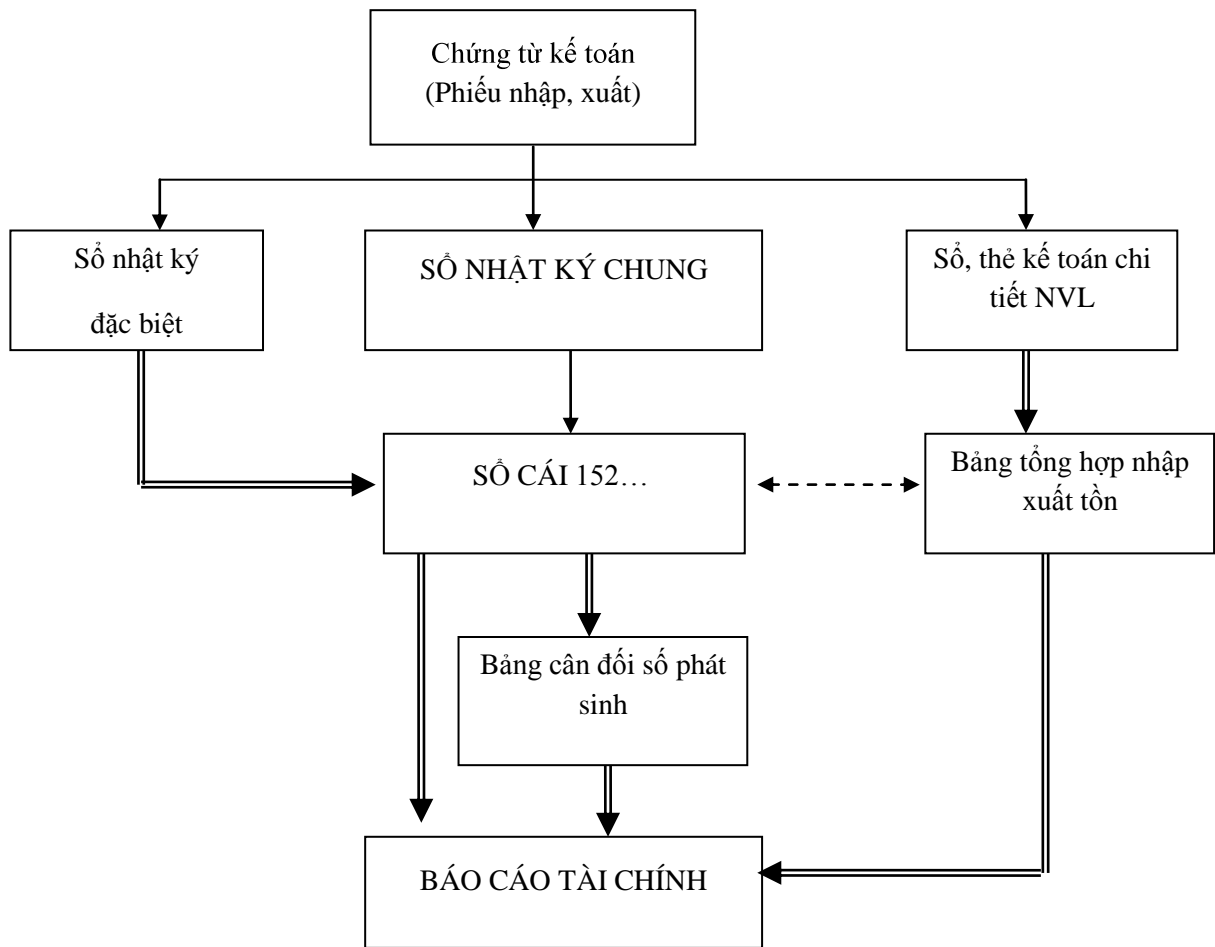 Chứng từ kế toán
(Phiếu nhập, xuất)
Sổ nhật ký
đặc biệt
SỔ NHẬT KÝ CHUNG
Sổ, thẻ kế toán chi
tiết NVL
SỔ CÁI 152…
Bảng tổng hợp nhập
xuất tồn
Bảng cân đối số phát
sinh
BÁO CÁO TÀI CHÍNH